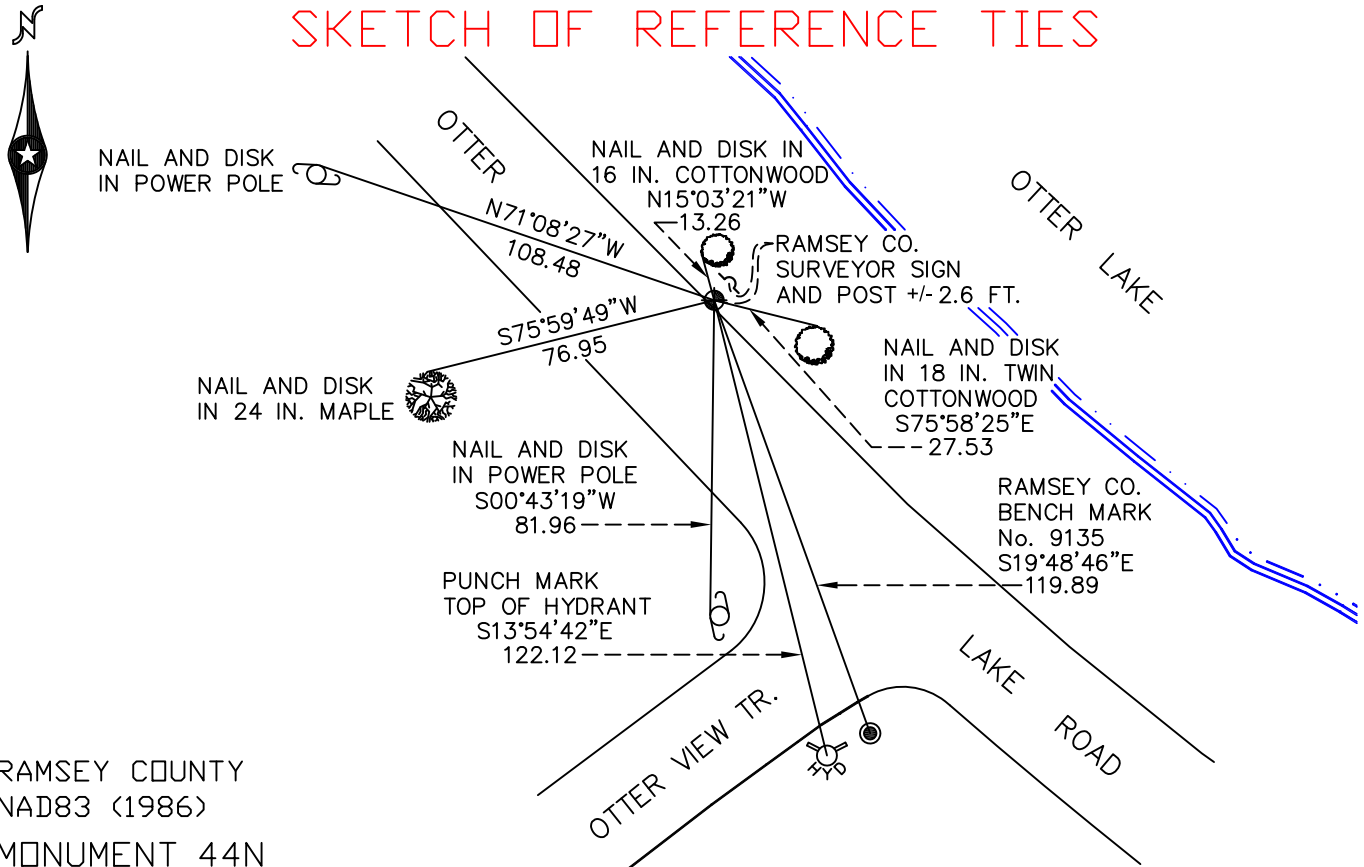 N
SKETCH OF REFERENCE TIES
OTTER
NAIL AND DISK
IN POWER POLE
N71°08'27"W
108.48
NAIL AND DISK IN
16 IN. COTTONWOOD
N15°03'21"W
13.26
OTTER LAKE
RAMSEY CO.
SURVEYOR SIGN
AND POST +/- 2.6 FT.
S75°59'49"W
76.95
NAIL AND DISK
IN 24 IN. MAPLE
NAIL AND DISK
IN 18 IN. TWIN
COTTONWOOD
S75°58'25"E
27.53
NAIL AND DISK
IN POWER POLE
S00°43'19"W
81.96
RAMSEY CO.
BENCH MARK
No. 9135
S19°48'46"E
119.89
PUNCH MARK
TOP OF HYDRANT
S13°54'42"E
122.12
LAKE ROAD
OTTER VIEW TR.
HYD
RAMSEY COUNTY
NAD83 (1986)
MONUMENT 44N